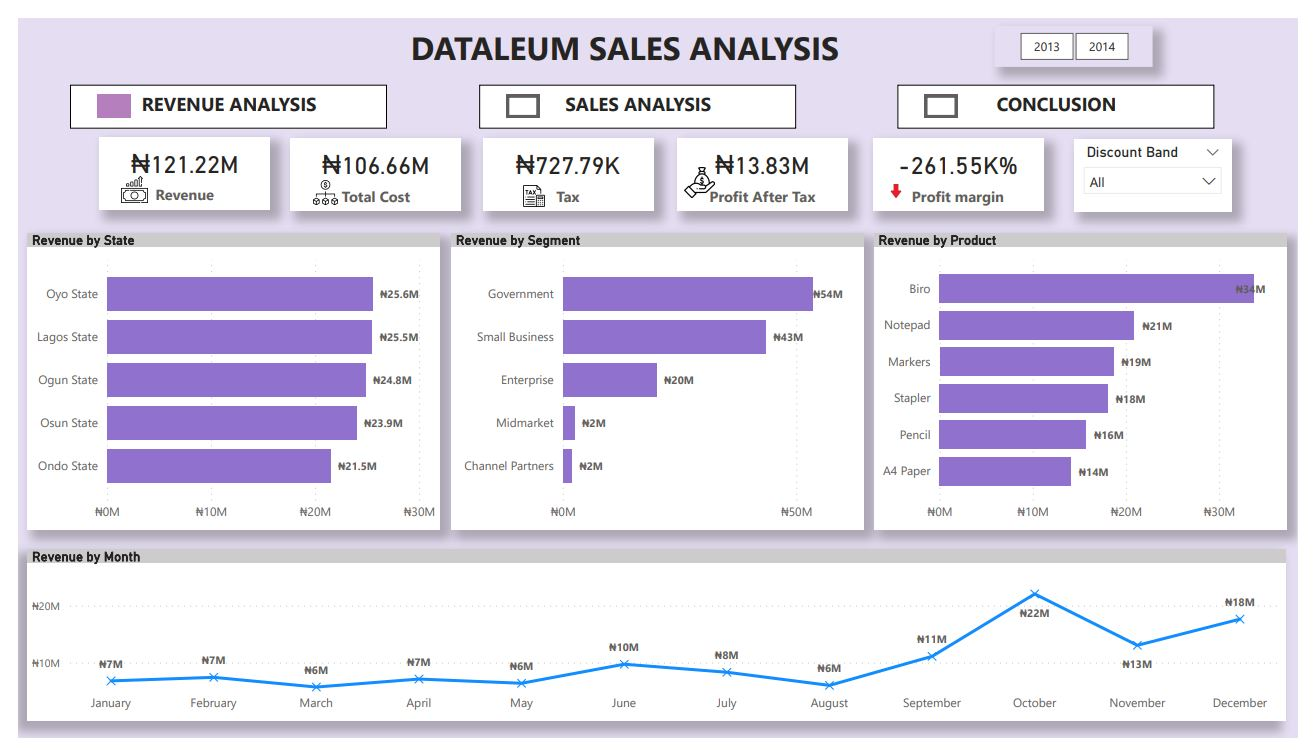 DATALEUM SALES ANALYSIS
2013 2014
REVENUE ANALYSIS
SALES ANALYSIS
CONCLUSION
₦121.22M
Revenue
₦106.66M
Total Cost
₦727.79K
TAX
Tax
₦13.83M
Profit After Tax
-261.55K%
Profit margin
Discount Band
All
Revenue by State
Oyo State ₦25.6M
Lagos State ₦25.5M
Ogun State ₦24.8M
Osun State ₦23.9M
Ondo State ₦21.5M
₦0M ₦10M ₦20M ₦30M
Revenue by Segment
Government ₦54M
Small Business ₦43M
Enterprise ₦20M
Midmarket ₦2M
Channel Partners ₦2M
₦0M ₦50M
Revenue by Product
Biro ₦34M
Notepad ₦21M
Markers ₦19M
Stapler ₦18M
Pencil ₦16M
A4 Paper ₦14M
₦0M ₦10M ₦20M ₦30M
Revenue by Month
₦20M
₦10M
₦7M ₦7M ₦6M ₦7M ₦6M ₦10M ₦8M ₦6M ₦11M ₦22M ₦13M ₦18M
January February March April May June July August September October November December